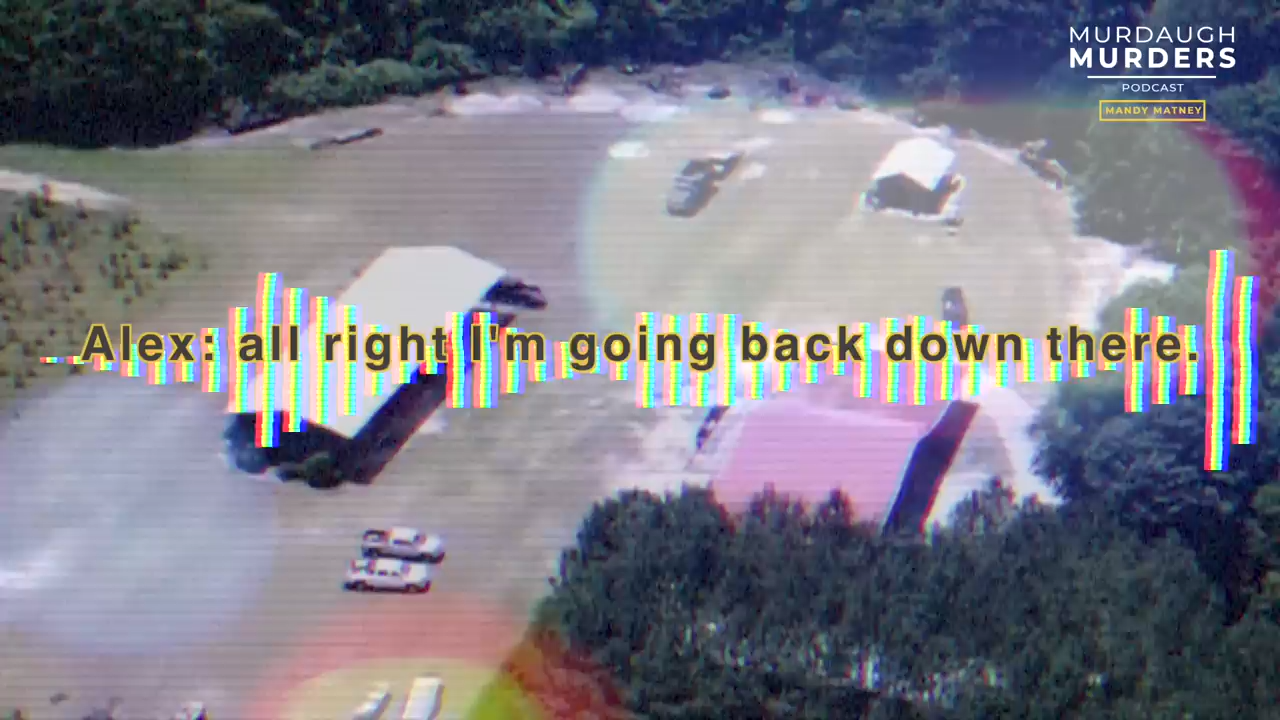 MURDAUGH
MURDERS
PODCAST
MANDY MATNEY
Alex: all right I'm going back down there.